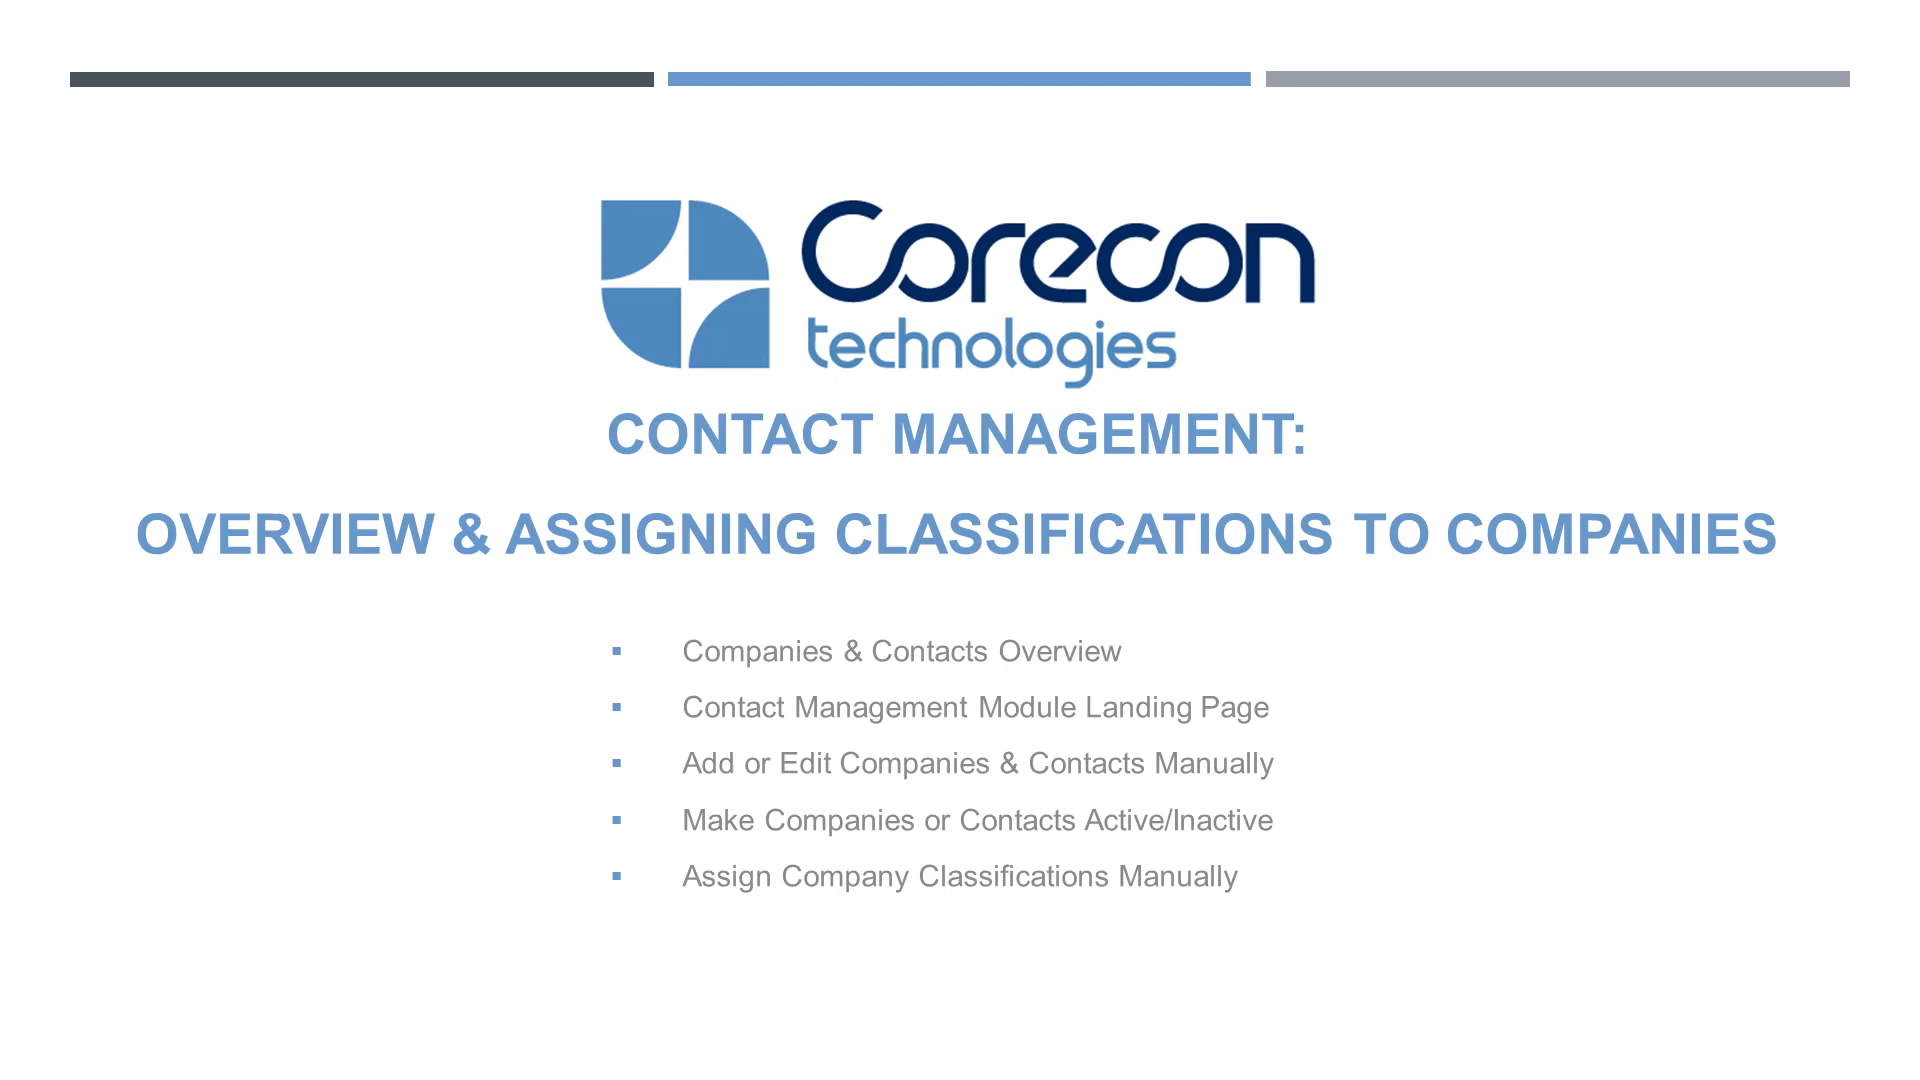 Corecon
technologies
CONTACT MANAGEMENT:
OVERVIEW & ASSIGNING CLASSIFICATIONS TO COMPANIES
▪ Companies & Contacts Overview
▪ Contact Management Module Landing Page
▪ Add or Edit Companies & Contacts Manually
▪ Make Companies or Contacts Active/Inactive
▪ Assign Company Classifications Manually